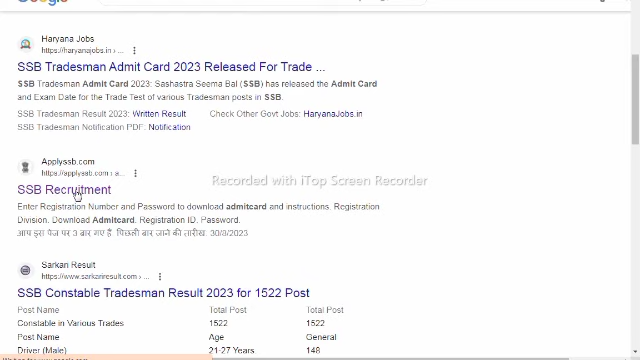 Google
Haryana Jobs
https://haryanajobs.in › ...
SSB Tradesman Admit Card 2023 Released For Trade ...
SSB Tradesman Admit Card 2023: Sashastra Seema Bal (SSB) has released the Admit Card
and Exam Date for the Trade Test of various Tradesman posts in SSB.
SSB Tradesman Result 2023: Written Result Check Other Govt Jobs: HaryanaJobs.in
SSB Tradesman Notification PDF: Notification
Applyssb.com
https://applyssb.com › a...
Recorded with iTop Screen Recorder
SSB Recruitment
Enter Registration Number and Password to download admitcard and instructions. Registration
Division. Download Admitcard. Registration ID, Password.
आप इस पेज पर 3 बार गए हैं. पिछली बार जाने की तारीख: 30/8/2023
Sarkari Result
https://www.sarkariresult.com › ...
SSB Constable Tradesman Result 2023 for 1522 Post
Post Name Total Post Total Post
Constable in Various Trades 1522 1522
Post Name Age General
Driver (Male) 21-27 Years 148